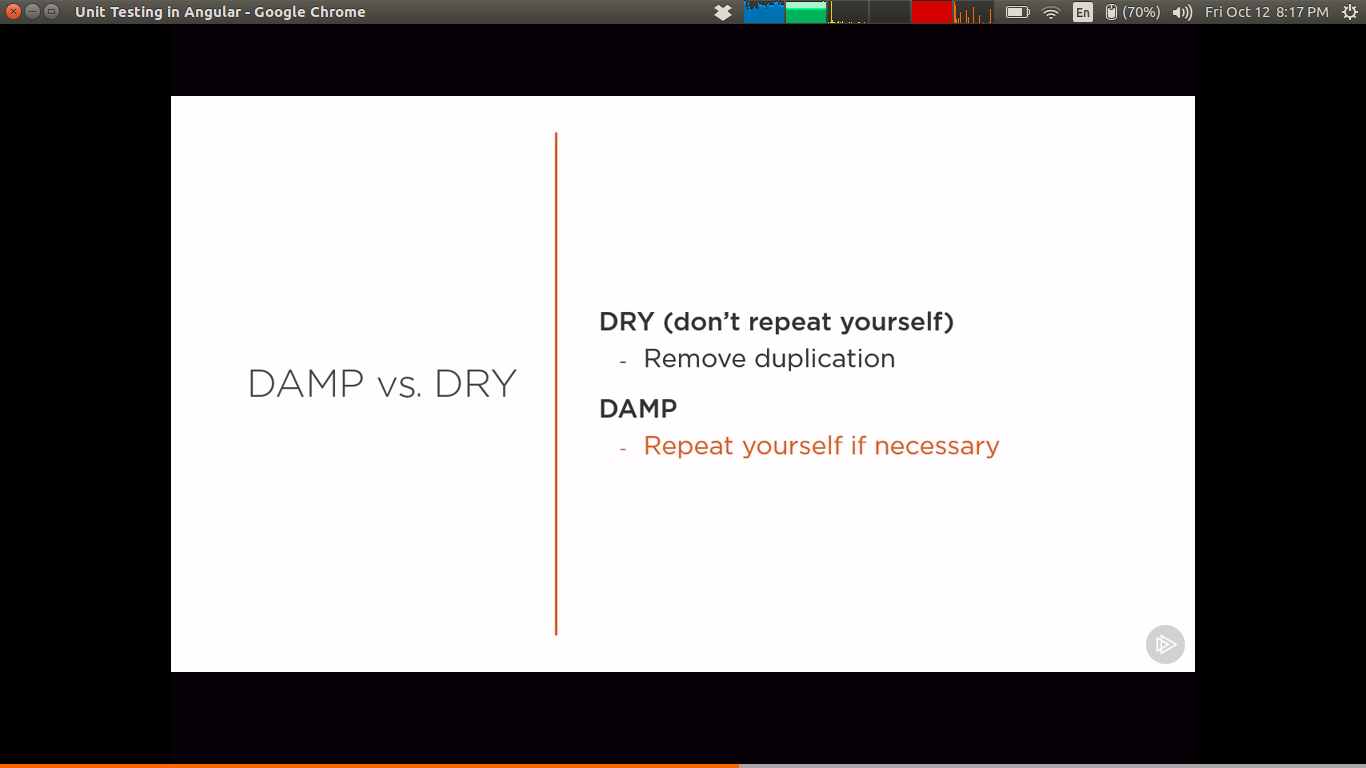 Unit Testing in Angular - Google Chrome
En
(70%)
Fri Oct 12 8:17 PM
DAMP vs. DRY
DRY (don’t repeat yourself)
- Remove duplication
DAMP
- Repeat yourself if necessary